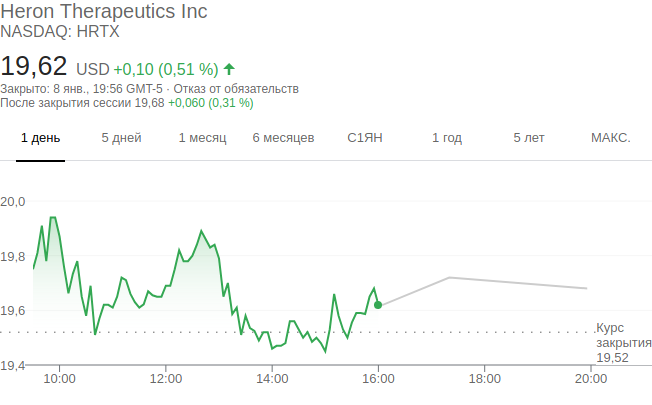 Heron Therapeutics Inc
NASDAQ: HRTX
19,62 USD +0,10 (0,51 %) ↑
Закрыто: 8 янв., 19:56 GMT-5 · Отказ от обязательств
После закрытия сессии 19,68 +0,060 (0,31 %)
1 день 5 дней 1 месяц 6 месяцев С1ЯН 1 год 5 лет МАКС.
20,0
19,8
19,6
Курс
закрытия
19,52
19,4
10:00 12:00 14:00 16:00 18:00 20:00